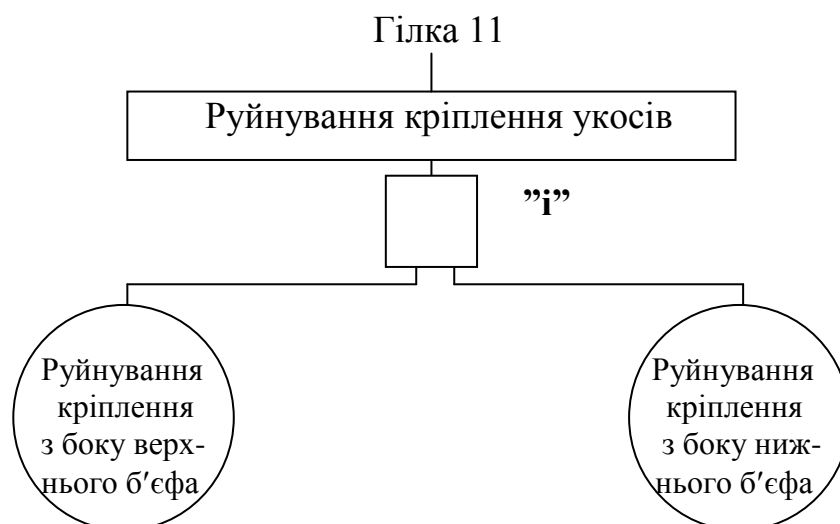 Гілка 11
Руйнування кріплення укосів
”і”
Руйнування
кріплення
з боку верх-
нього б′єфа
Руйнування
кріплення
з боку ниж-
нього б′єфа